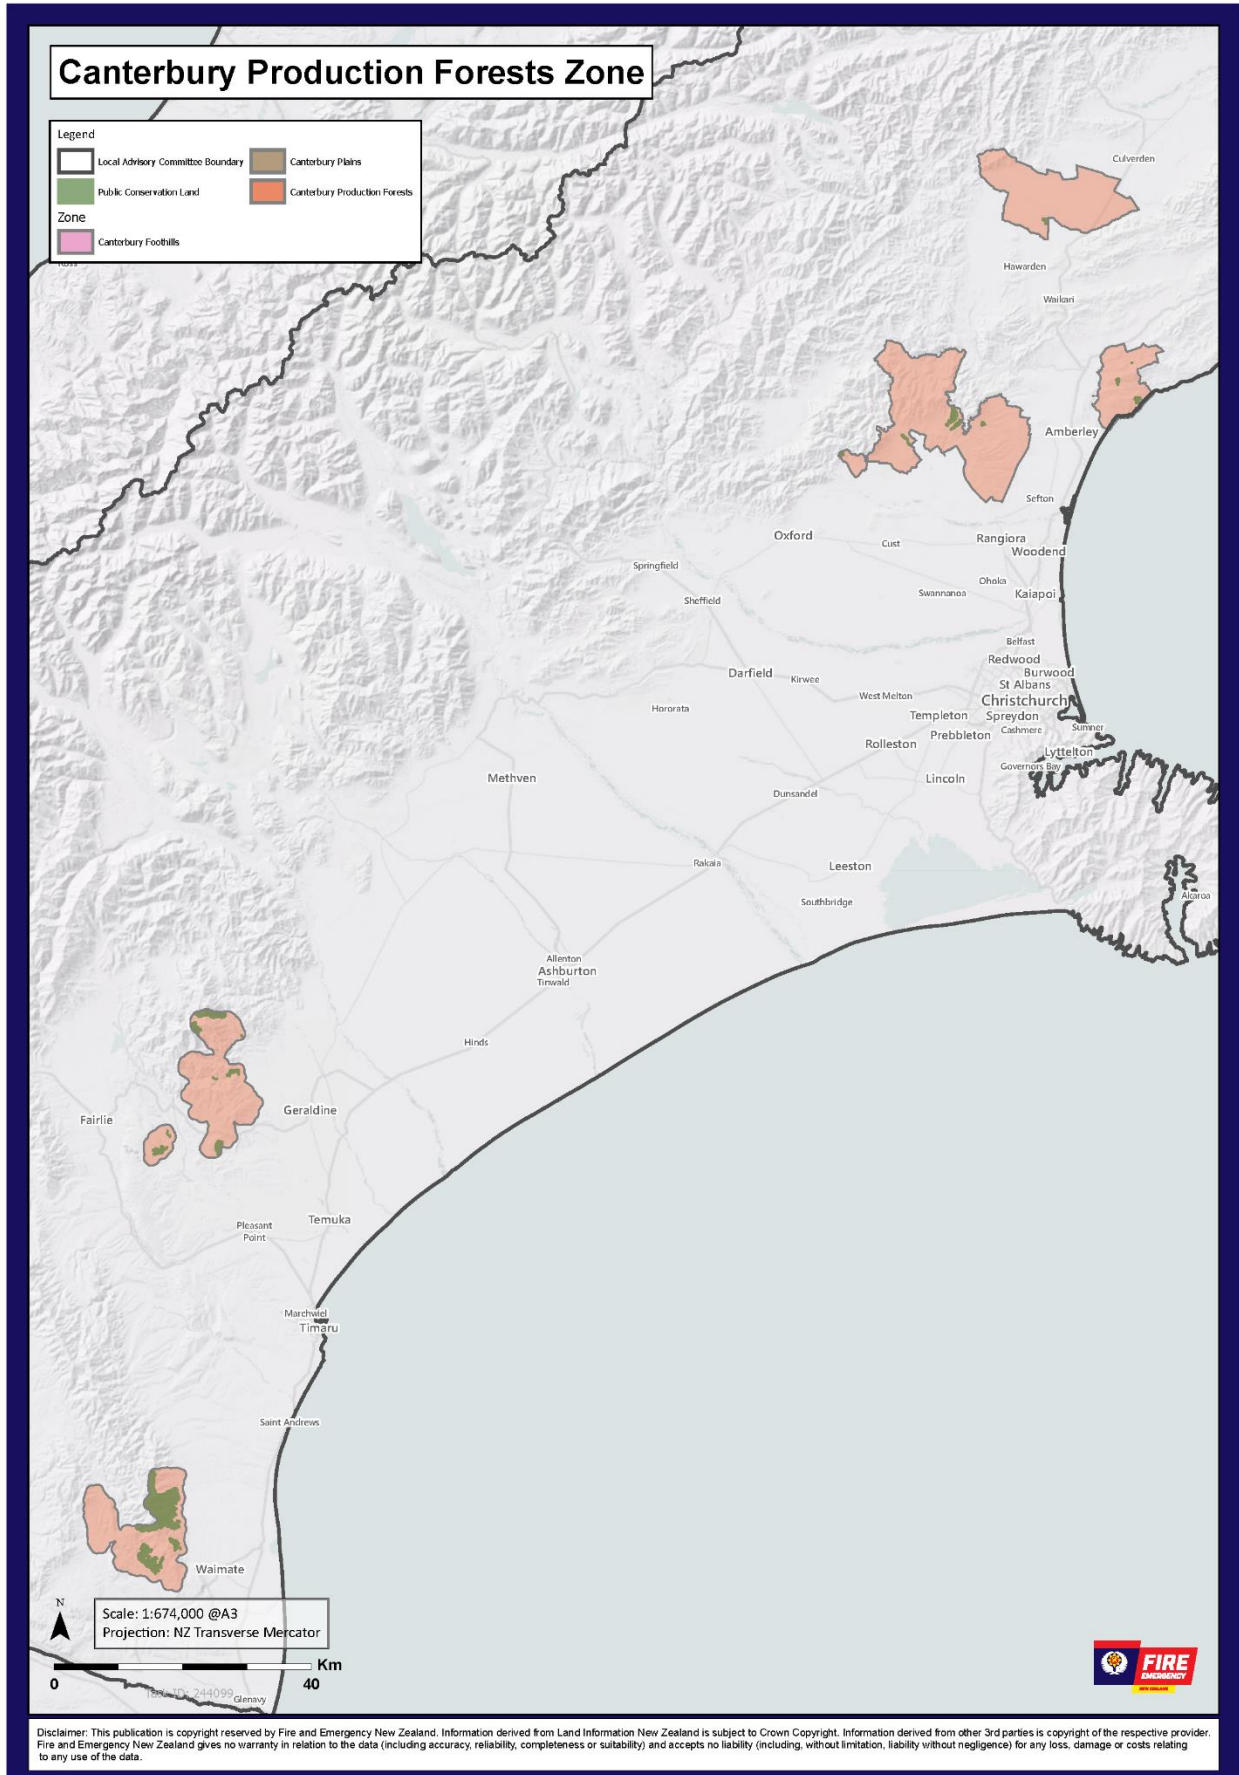 Canterbury Production Forests Zone
Legend
Local Advisory Committee Boundary
Canterbury Plains
Public Conservation Land
Canterbury Production Forests
Zone
Canterbury Foothills
Culverden
Hawarden
Waikari
Amberley
Sefton
Oxford
Cust
Rangiora
Woodend
Springfield
Ohoka
Swannanoa
Kaiapoi
Sheffield
Belfast
Redwood
Burwood
Darfield
Kirwee
St Albans
West Melton
Christchurch
Hororata
Templeton
Spreydon
Sumner
Cashmere
Prebbleton
Rolleston
Lyttelton
Governors Bay
Methven
Lincoln
Dunsandel
Rakaia
Leeston
Southbridge
Akaroa
Allenton
Ashburton
Tinwald
Hinds
Geraldine
Fairlie
Temuka
Pleasant
Point
Marchwiel
Timaru
Saint Andrews
Waimate
N
Scale: 1:674,000 @A3
Projection: NZ Transverse Mercator
Km
0
40
Task ID: 244099
Glenavy
FIRE
EMERGENCY
NEW ZEALAND
Disclaimer: This publication is copyright reserved by Fire and Emergency New Zealand. Information derived from Land Information New Zealand is subject to Crown Copyright. Information derived from other 3rd parties is copyright of the respective provider.
Fire and Emergency New Zealand gives no warranty in relation to the data (including accuracy, reliability, completeness or suitability) and accepts no liability (including, without limitation, liability without negligence) for any loss, damage or costs relating
to any use of the data.